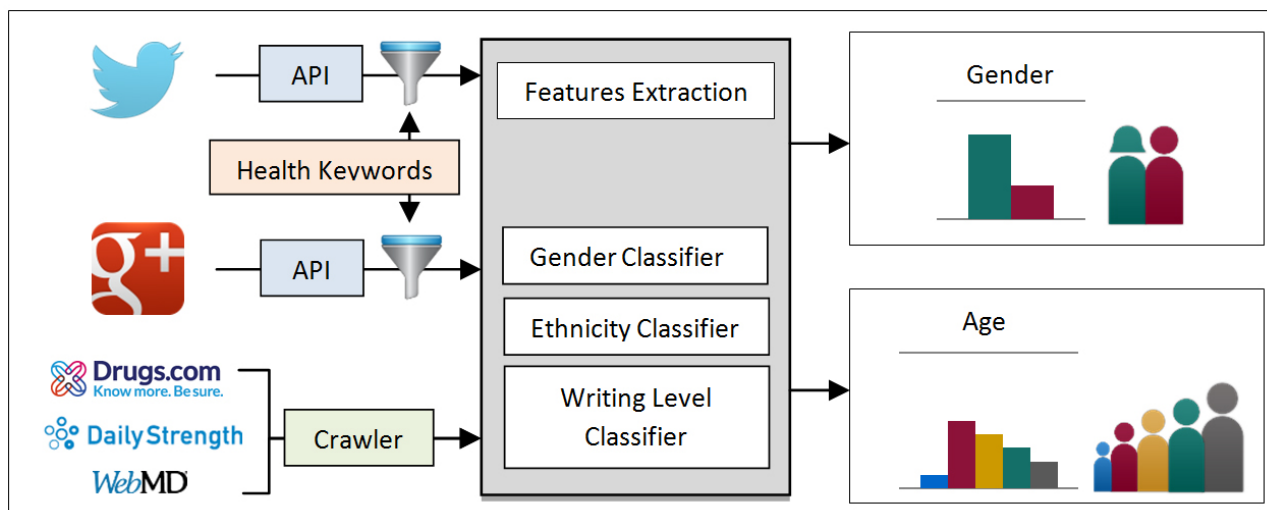 API
Features Extraction
Gender
Health Keywords
g+
API
Gender Classifier
Ethnicity Classifier
Age
Drugs.com
Know more. Be sure.
Writing Level
Classifier
DailyStrength
Crawler
WebMD